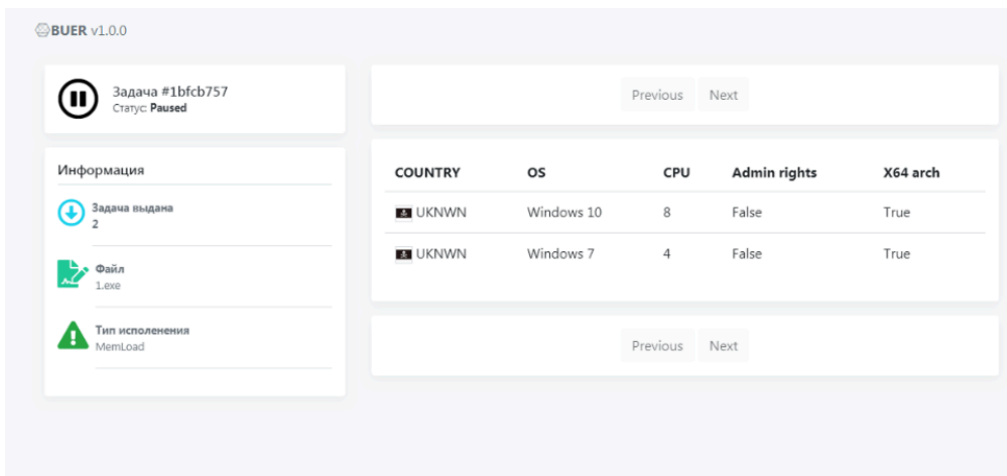 BUER v1.0.0
Задача #1bfcb757
Статус: Paused
Информация
Задача выдана
2
Файл
1.exe
Тип исполенения
MemLoad
Previous Next
COUNTRY OS CPU Admin rights X64 arch
UKNWN Windows 10 8 False True
UKNWN Windows 7 4 False True
Previous Next